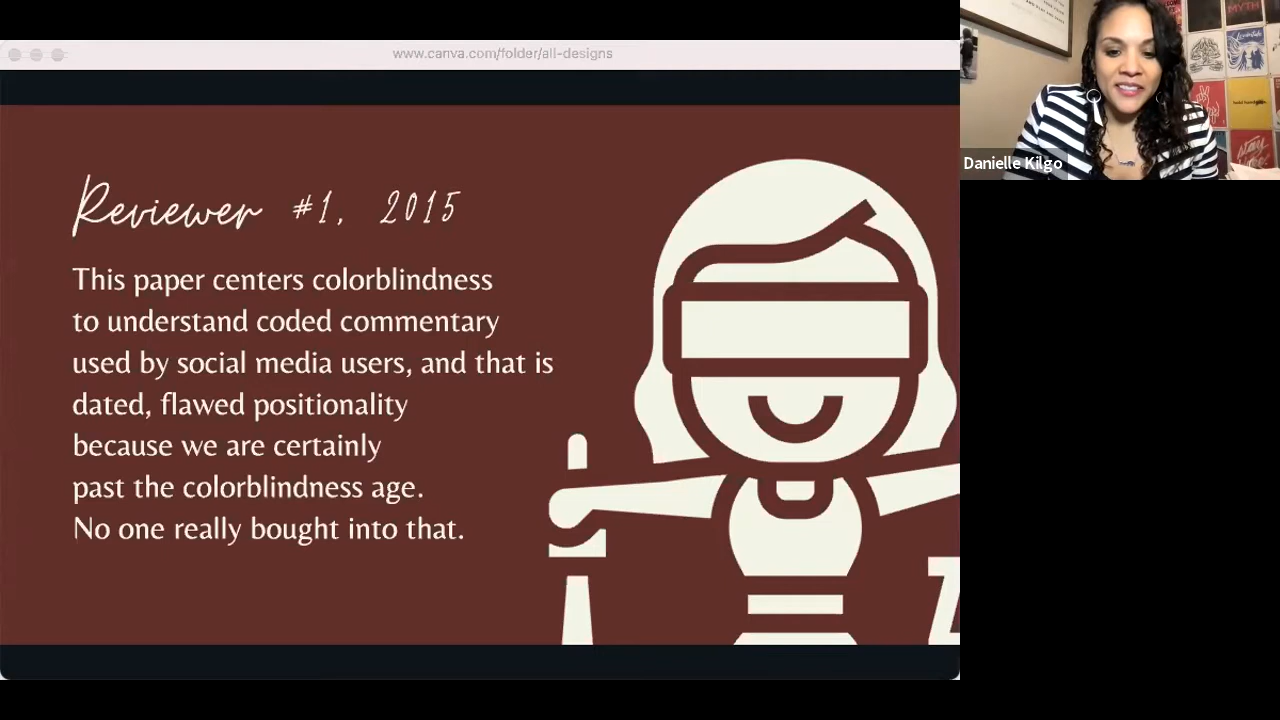 www.canva.com/folder/all-designs
MYTH
Danielle Kilgo
Reviewer #1, 2015
This paper centers colorblindness
to understand coded commentary
used by social media users, and that is
dated, flawed positionality
because we are certainly
past the colorblindness age.
No one really bought into that.